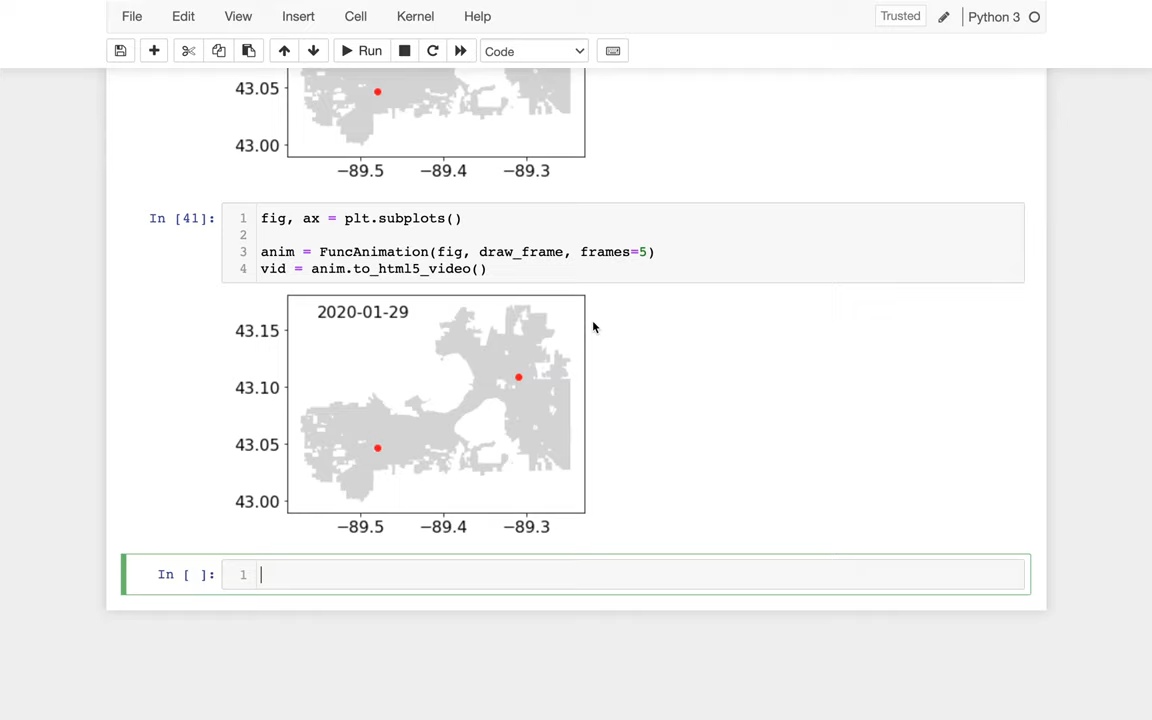 File Edit View Insert Cell Kernel Help Trusted Python 3
Run Code
43.05
43.00
−89.5 −89.4 −89.3
In [41]: 1 fig, ax = plt.subplots()
2
3 anim = FuncAnimation(fig, draw_frame, frames=5)
4 vid = anim.to_html5_video()
2020-01-29
43.15
43.10
43.05
43.00
−89.5 −89.4 −89.3
In [ ]: 1